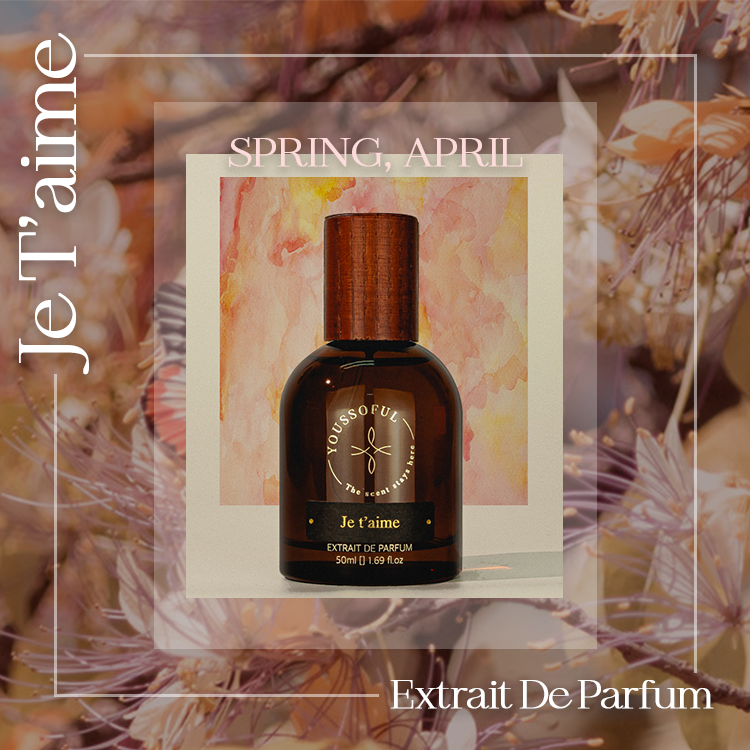 Je T'aime
SPRING, APRIL
YOUSSOFUL
The scent stays here
Je t'aime
EXTRAIT DE PARFUM
50ml [] 1.69 fl.oz
Extrait De Parfum